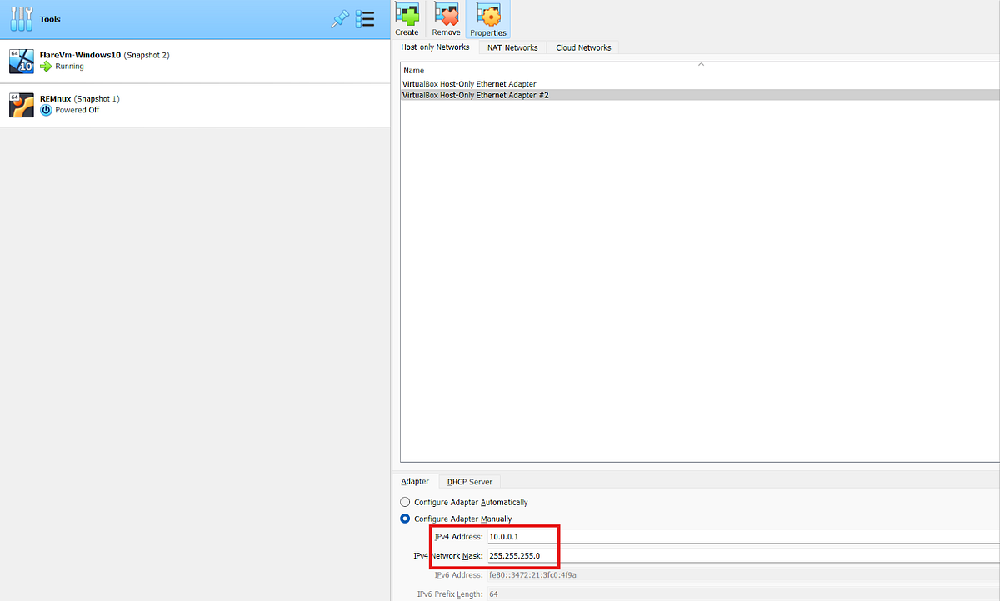 Tools
64
10
FlareVm-Windows10 (Snapshot 2)
Running
64
REMnux (Snapshot 1)
Powered Off
Create Remove Properties
Host-only Networks NAT Networks Cloud Networks
Name
VirtualBox Host-Only Ethernet Adapter
VirtualBox Host-Only Ethernet Adapter #2
Adapter DHCP Server
Configure Adapter Automatically
Configure Adapter Manually
IPv4 Address: 10.0.0.1
IPv4 Network Mask: 255.255.255.0
IPv6 Address: fe80::3472:21:3fc0:4f9a
IPv6 Prefix Length: 64